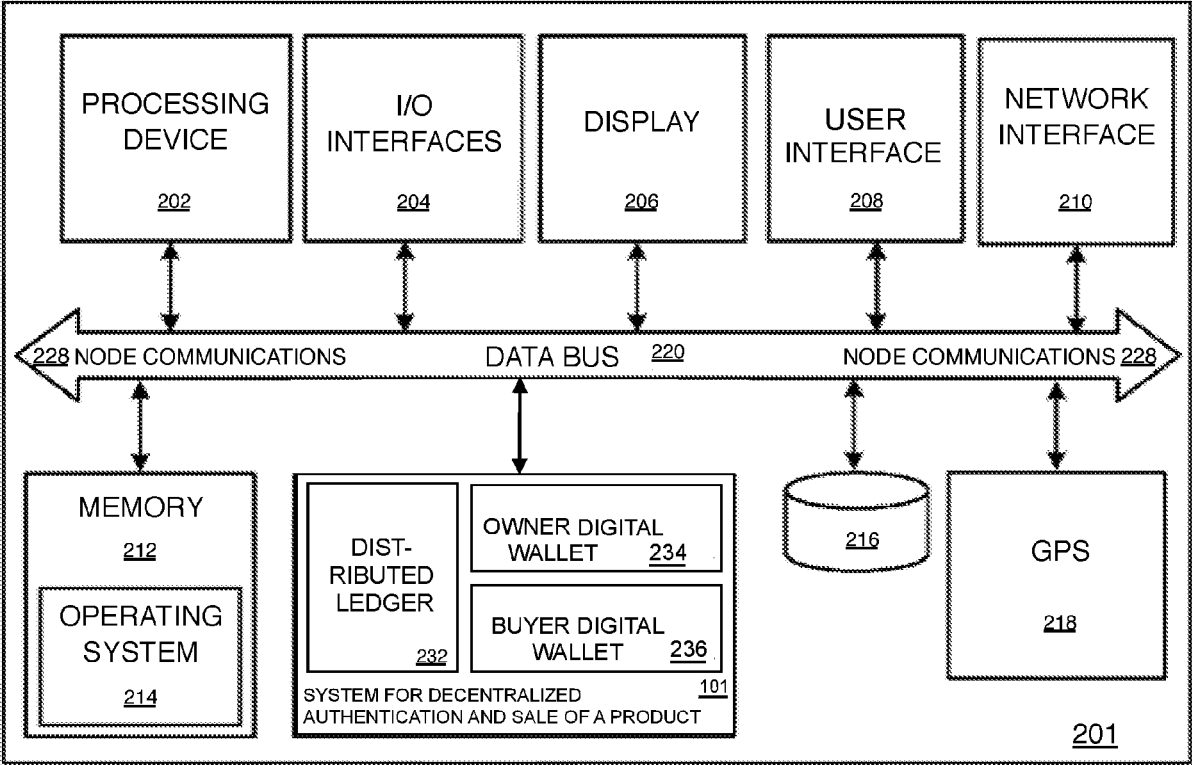 PROCESSING
DEVICE
202
I/O
INTERFACES
204
DISPLAY
206
USER
INTERFACE
208
NETWORK
INTERFACE
210
228 NODE COMMUNICATIONS
DATA BUS 220
NODE COMMUNICATIONS 228
MEMORY
212
OPERATING
SYSTEM
214
DIST-
RIBUTED
LEDGER
232
OWNER DIGITAL
WALLET 234
BUYER DIGITAL
WALLET 236
101
SYSTEM FOR DECENTRALIZED
AUTHENTICATION AND SALE OF A PRODUCT
216
GPS
218
201